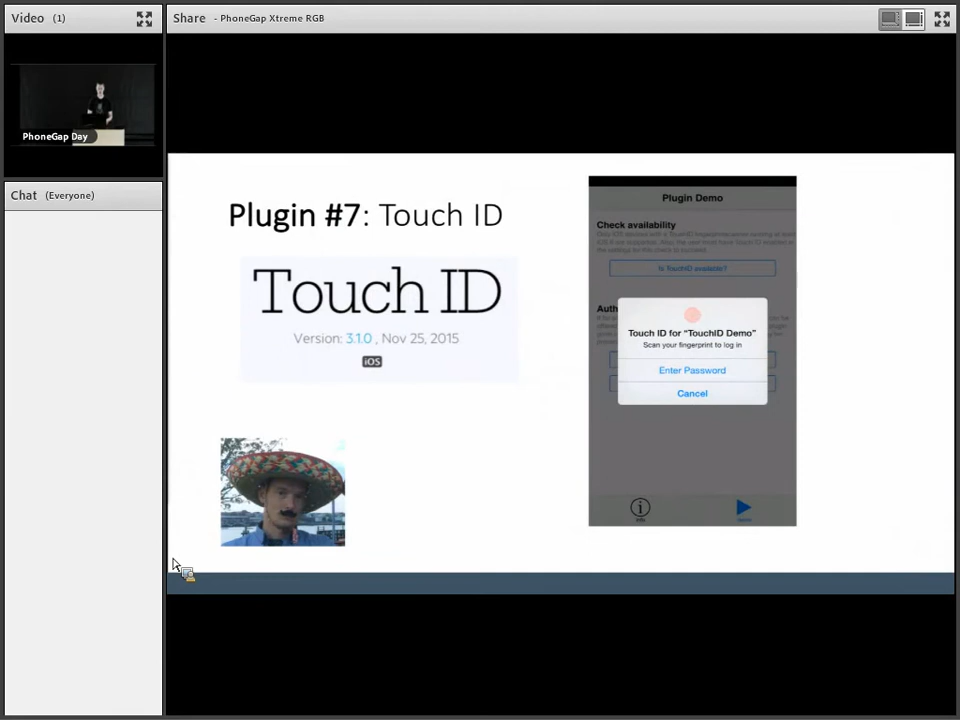 Video (1)
Share - PhoneGap Xtreme RGB
PhoneGap Day
Chat (Everyone)
Plugin #7: Touch ID
Touch ID
Version: 3.1.0 , Nov 25, 2015
iOS
Plugin Demo
Check availability
Is TouchID available?
Auth
Touch ID for “TouchID Demo”
Scan your fingerprint to log in
Enter Password
Cancel